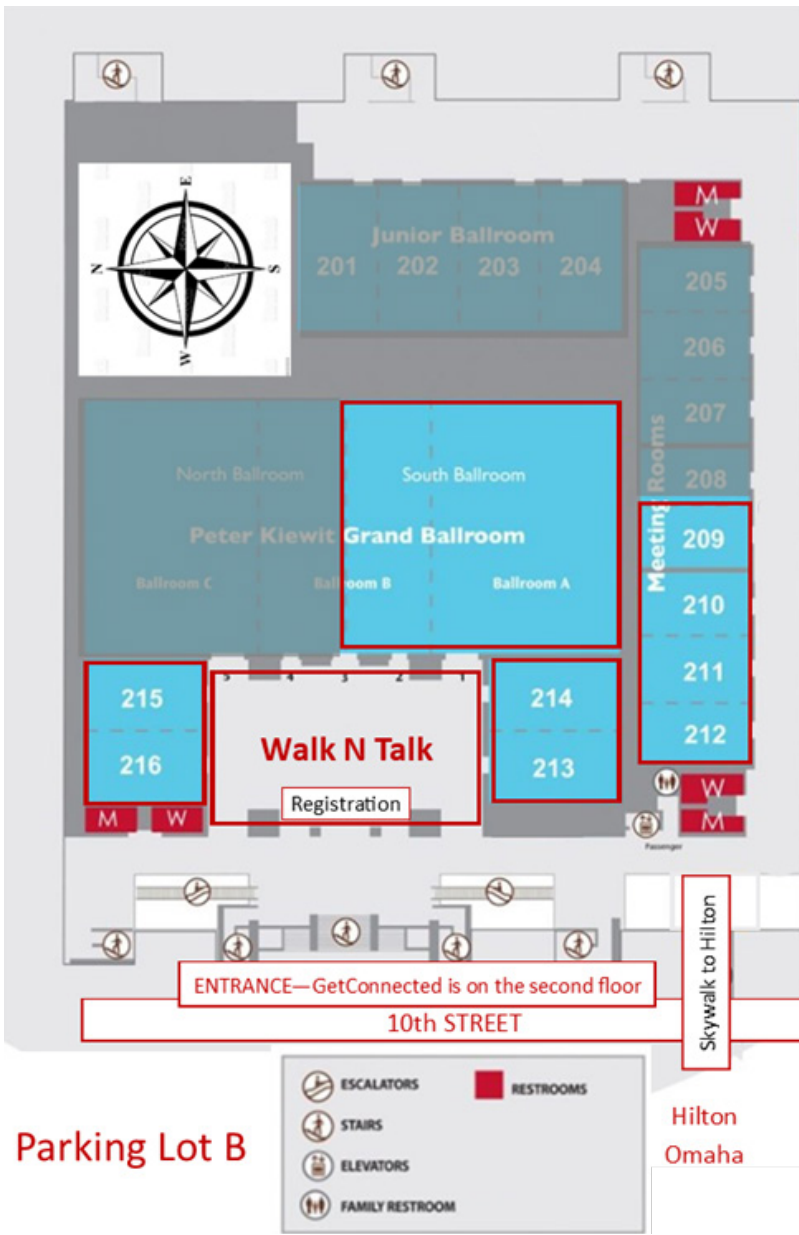 E
N
S
W
Junior Ballroom
201
202
203
204
M
W
205
206
207
208
209
210
211
212
Meeting Rooms
North Ballroom
South Ballroom
Peter Kiewit Grand Ballroom
Ballroom C
Ballroom B
Ballroom A
5
4
3
2
1
215
216
214
213
Walk N Talk
Registration
M
W
W
M
Passenger
ENTRANCE—GetConnected is on the second floor
10th STREET
Skywalk to Hilton
ESCALATORS
STAIRS
ELEVATORS
FAMILY RESTROOM
RESTROOMS
Parking Lot B
Hilton
Omaha